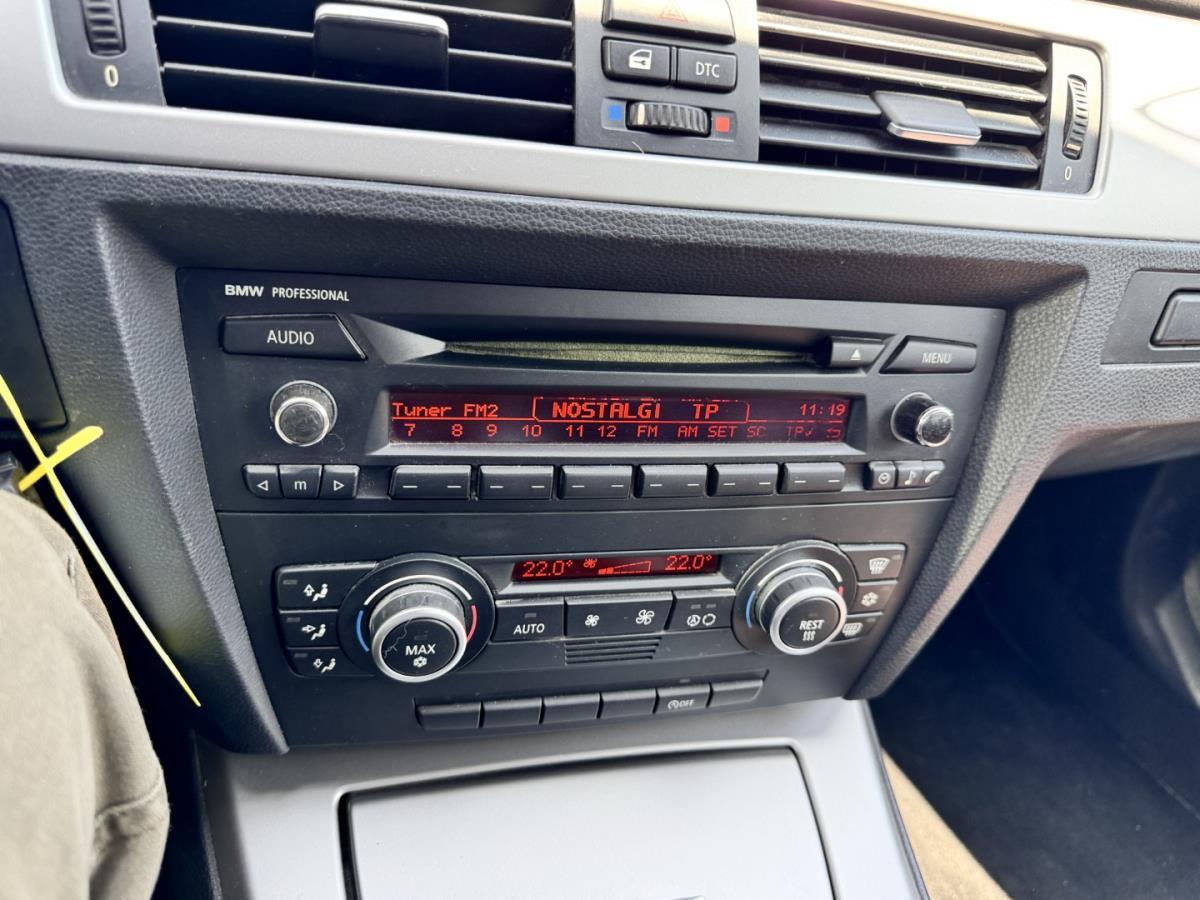 DTC
0
0
BMW PROFESSIONAL
AUDIO
MENU
Tuner FM2 NOSTALGI TP 11:19
7 8 9 10 11 12 FM AM SET SC TP✓
m
22.0° 22.0°
AUTO
MAX
REST
OFF